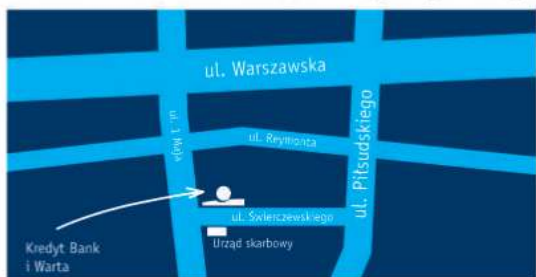 ul. Warszawska
ul. 1 Maja
ul. Reymonta
ul. Piłsudskiego
ul. Świerczewskiego
Urząd skarbowy
Kredyt Bank
i Warta